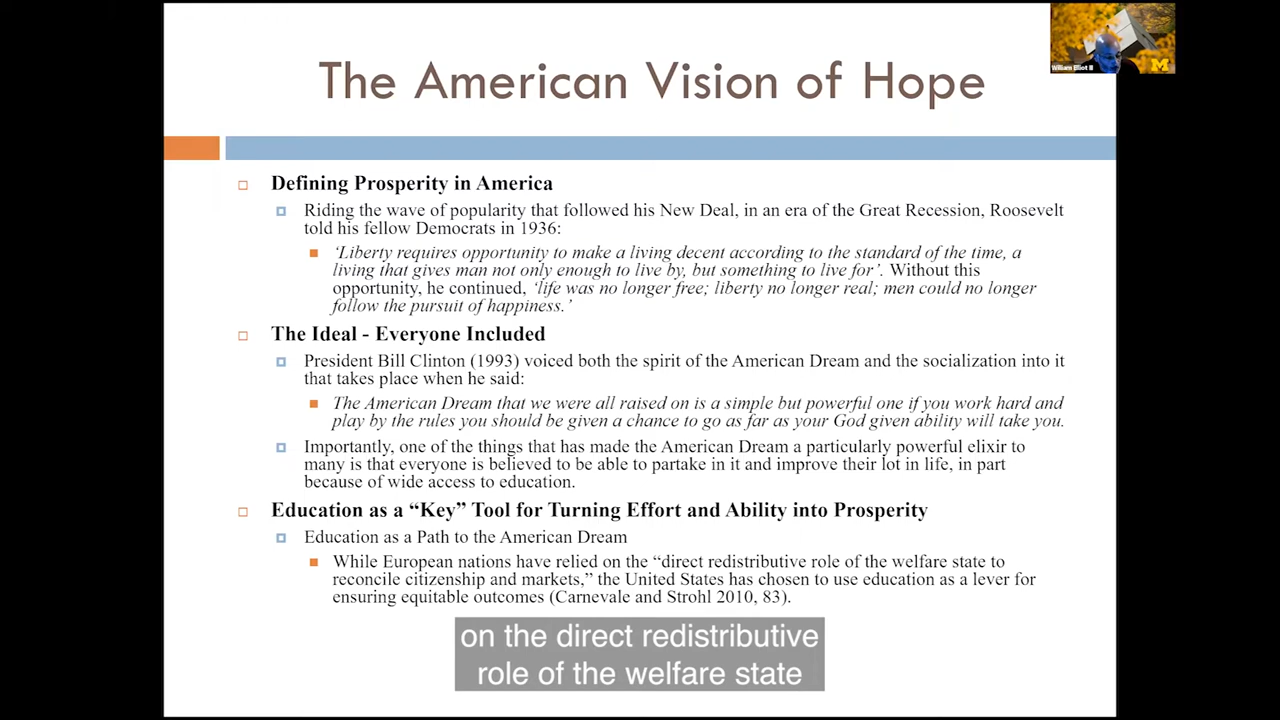 The American Vision of Hope
William Elliot II
M
Defining Prosperity in America
Riding the wave of popularity that followed his New Deal, in an era of the Great Recession, Roosevelt
told his fellow Democrats in 1936:
‘Liberty requires opportunity to make a living decent according to the standard of the time, a
living that gives man not only enough to live by, but something to live for’. Without this
opportunity, he continued, ‘life was no longer free; liberty no longer real; men could no longer
follow the pursuit of happiness.’
The Ideal - Everyone Included
President Bill Clinton (1993) voiced both the spirit of the American Dream and the socialization into it
that takes place when he said:
The American Dream that we were all raised on is a simple but powerful one if you work hard and
play by the rules you should be given a chance to go as far as your God given ability will take you.
Importantly, one of the things that has made the American Dream a particularly powerful elixir to
many is that everyone is believed to be able to partake in it and improve their lot in life, in part
because of wide access to education.
Education as a “Key” Tool for Turning Effort and Ability into Prosperity
Education as a Path to the American Dream
While European nations have relied on the “direct redistributive role of the welfare state to
reconcile citizenship and markets,” the United States has chosen to use education as a lever for
ensuring equitable outcomes (Carnevale and Strohl 2010, 83).
on the direct redistributive
role of the welfare state